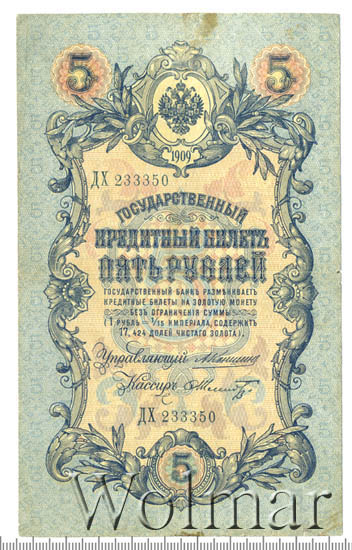 5 5
1909
ДХ 233350
ГОСУДАРСТВЕННЫЙ
КРЕДИТНЫЙ БИЛЕТЪ
ПЯТЬ РУБЛЕЙ
ГОСУДАРСТВЕННЫЙ БАНКЪ РАЗМѢНИВАЕТЪ
КРЕДИТНЫЕ БИЛЕТЫ НА ЗОЛОТУЮ МОНЕТУ
БЕЗЪ ОГРАНИЧЕНІЯ СУММЫ
(1 РУБЛЬ = 1/15 ИМПЕРІАЛА, СОДЕРЖИТЪ
17,424 ДОЛЕЙ ЧИСТАГО ЗОЛОТА).
Управляющій
Кассиръ
ДХ 233350
5
Wolmar